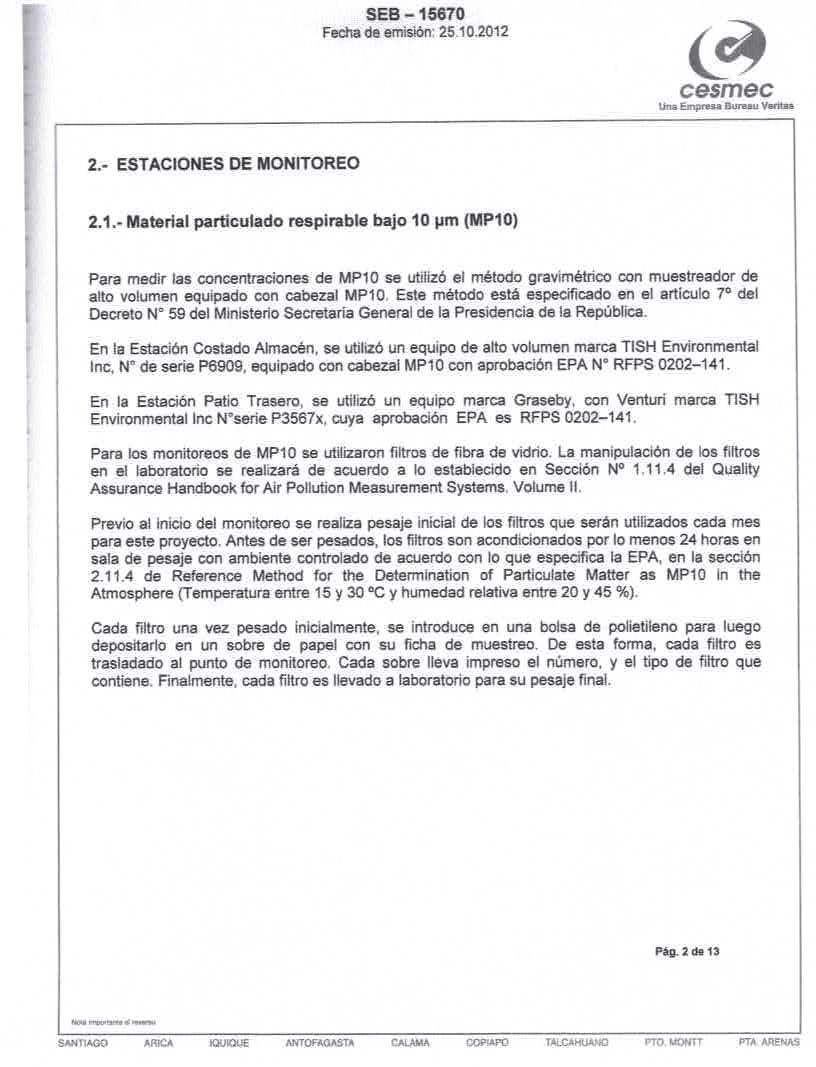 SEB – 15670
Fecha de emisión: 25.10.2012
cesmec
Una Empresa Bureau Veritas
2.- ESTACIONES DE MONITOREO
2.1.- Material particulado respirable bajo 10 µm (MP10)
Para medir las concentraciones de MP10 se utilizó el método gravimétrico con muestreador de
alto volumen equipado con cabezal MP10. Este método está especificado en el artículo 7º del
Decreto N° 59 del Ministerio Secretaría General de la Presidencia de la República.
En la Estación Costado Almacén, se utilizó un equipo de alto volumen marca TISH Environmental
Inc, N° de serie P6909, equipado con cabezal MP10 con aprobación EPA N° RFPS 0202–141.
En la Estación Patio Trasero, se utilizó un equipo marca Graseby, con Venturi marca TISH
Environmental Inc N°serie P3567x, cuya aprobación EPA es RFPS 0202–141.
Para los monitoreos de MP10 se utilizaron filtros de fibra de vidrio. La manipulación de los filtros
en el laboratorio se realizará de acuerdo a lo establecido en Sección Nº 1.11.4 del Quality
Assurance Handbook for Air Pollution Measurement Systems. Volume II.
Previo al inicio del monitoreo se realiza pesaje inicial de los filtros que serán utilizados cada mes
para este proyecto. Antes de ser pesados, los filtros son acondicionados por lo menos 24 horas en
sala de pesaje con ambiente controlado de acuerdo con lo que especifica la EPA, en la sección
2.11.4 de Reference Method for the Determination of Particulate Matter as MP10 in the
Atmosphere (Temperatura entre 15 y 30 ºC y humedad relativa entre 20 y 45 %).
Cada filtro una vez pesado inicialmente, se introduce en una bolsa de polietileno para luego
depositarlo en un sobre de papel con su ficha de muestreo. De esta forma, cada filtro es
trasladado al punto de monitoreo. Cada sobre lleva impreso el número, y el tipo de filtro que
contiene. Finalmente, cada filtro es llevado a laboratorio para su pesaje final.
Pág. 2 de 13
Nota importante al reverso
SANTIAGO ARICA IQUIQUE ANTOFAGASTA CALAMA COPIAPO TALCAHUANO PTO. MONTT PTA. ARENAS